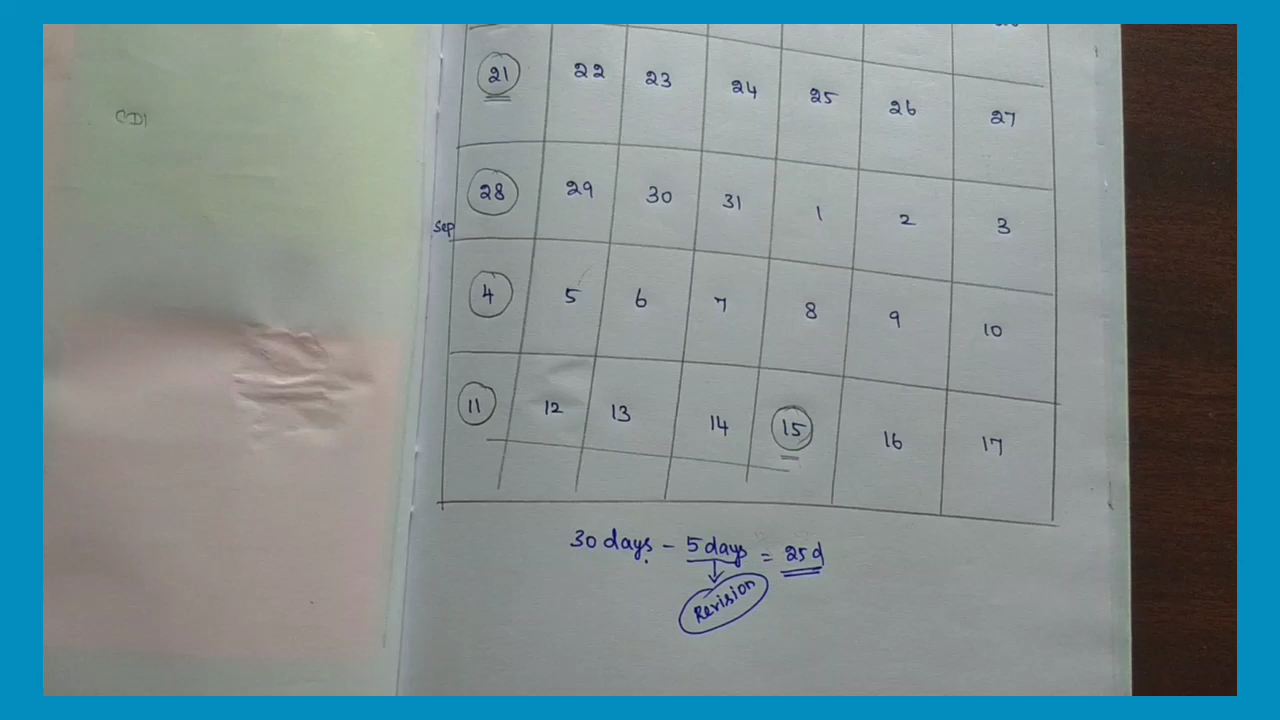 21 22 23 24 25 26 27
28 29 30 31 1 2 3
Sep
4 5 6 7 8 9 10
11 12 13 14 15 16 17
30 days - 5 days = 25d
Revision